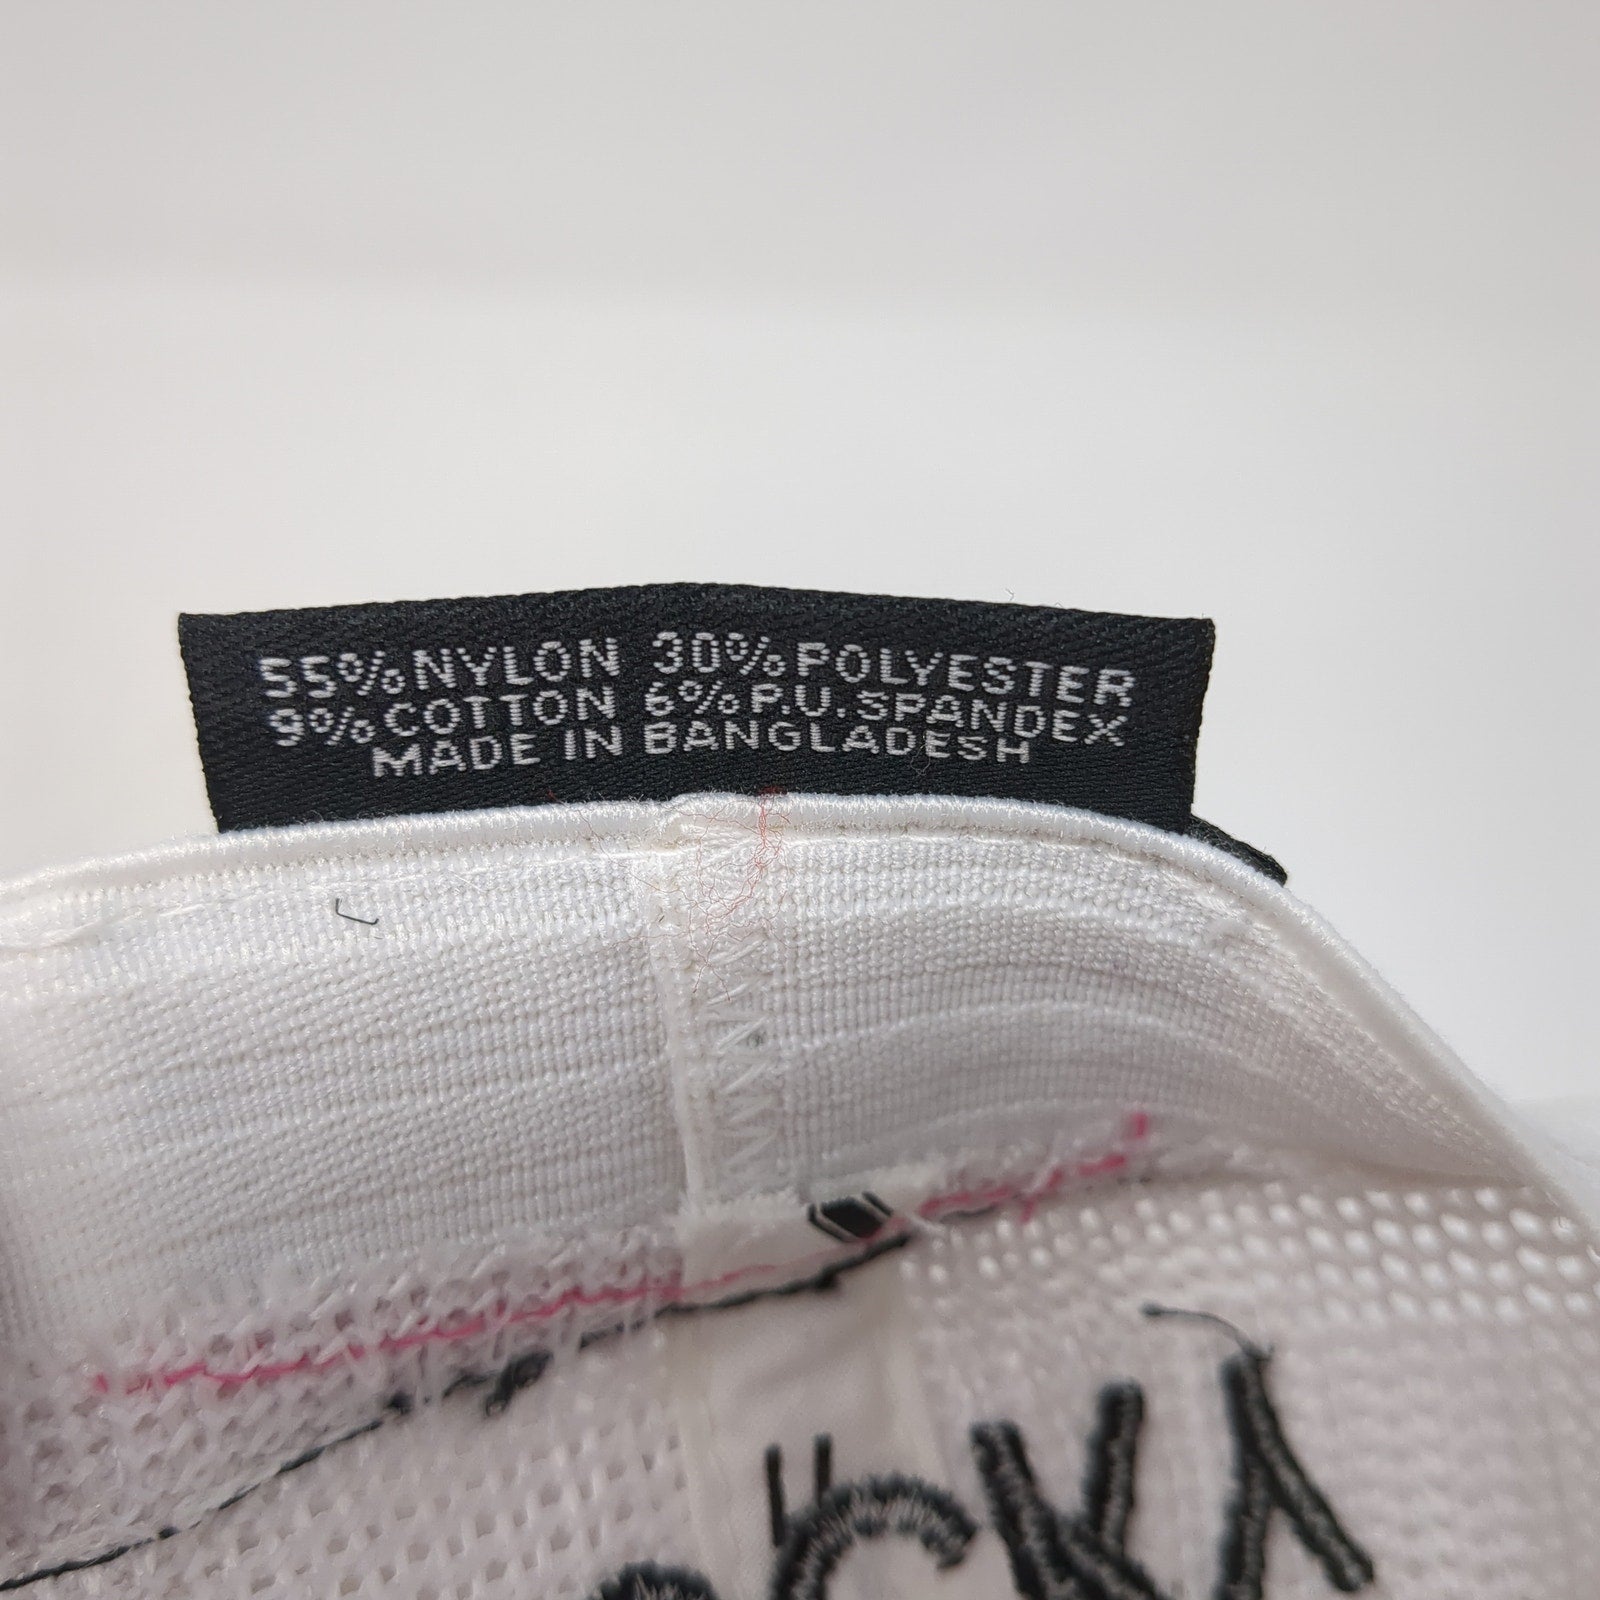 55% NYLON 30% POLYESTER
9% COTTON 6% P.U. SPANDEX
MADE IN BANGLADESH